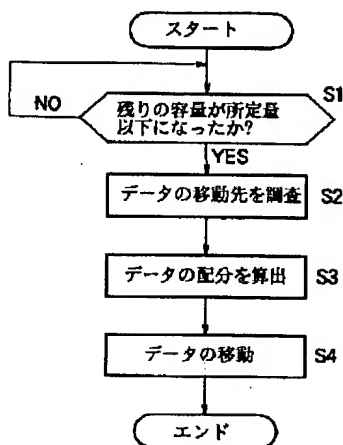 スタート
S1
残りの容量が所定量
以下になったか?
NO
YES
データの移動先を調査 S2
データの配分を算出 S3
データの移動 S4
エンド